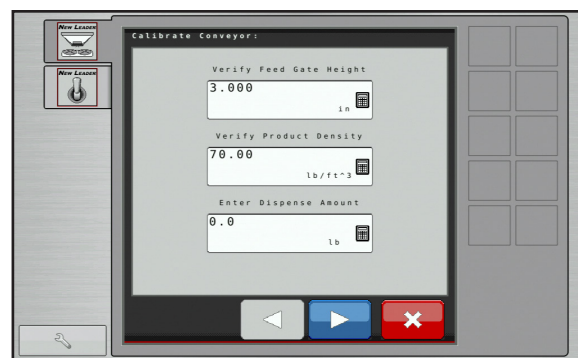 New Leader
New Leader
Calibrate Conveyor:
Verify Feed Gate Height
3.000
in
Verify Product Density
70.00
lb/ft^3
Enter Dispense Amount
0.0
lb